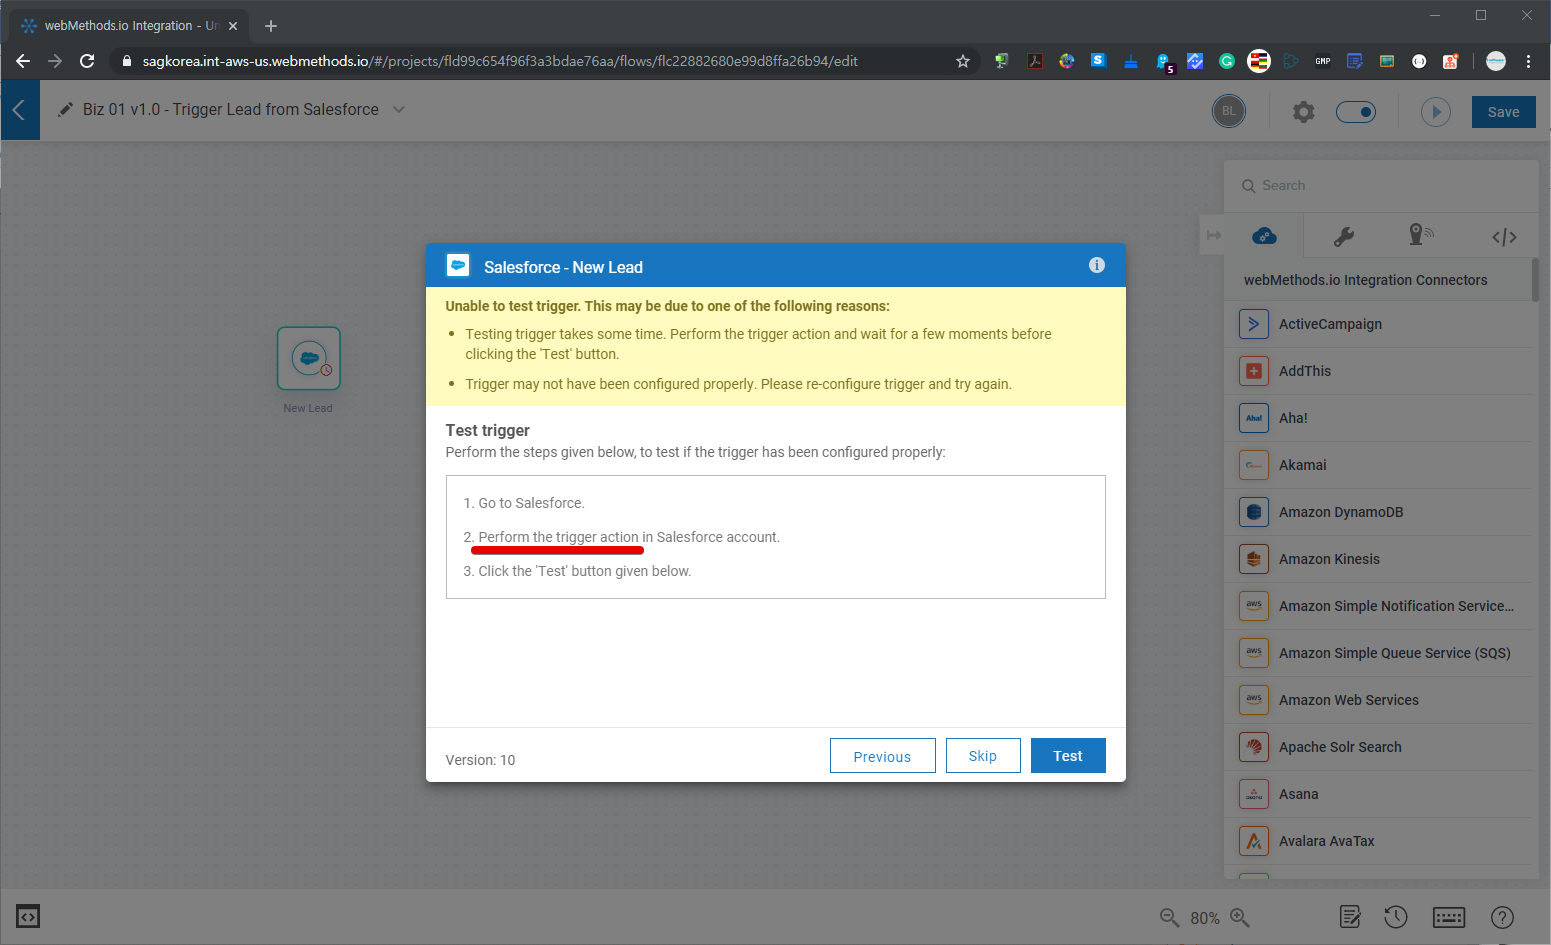 webMethods.io Integration - Un
sagkorea.int-aws-us.webmethods.io/#/projects/fld99c654f96f3a3bdae76aa/flows/flc22882680e99d8ffa26b94/edit
S
5
G
GMP
Biz 01 v1.0 - Trigger Lead from Salesforce
BL
Save
Search
webMethods.io Integration Connectors
ActiveCampaign
AddThis
Aha!
Aha!
Akamai
Amazon DynamoDB
Amazon Kinesis
aws
Amazon Simple Notification Service...
aws
Amazon Simple Queue Service (SQS)
aws
Amazon Web Services
Apache Solr Search
Asana
Avalara AvaTax
New Lead
Salesforce - New Lead
Unable to test trigger. This may be due to one of the following reasons:
• Testing trigger takes some time. Perform the trigger action and wait for a few moments before
clicking the 'Test' button.
• Trigger may not have been configured properly. Please re-configure trigger and try again.
Test trigger
Perform the steps given below, to test if the trigger has been configured properly:
1. Go to Salesforce.
2. Perform the trigger action in Salesforce account.
3. Click the 'Test' button given below.
Version: 10
Previous
Skip
Test
80%